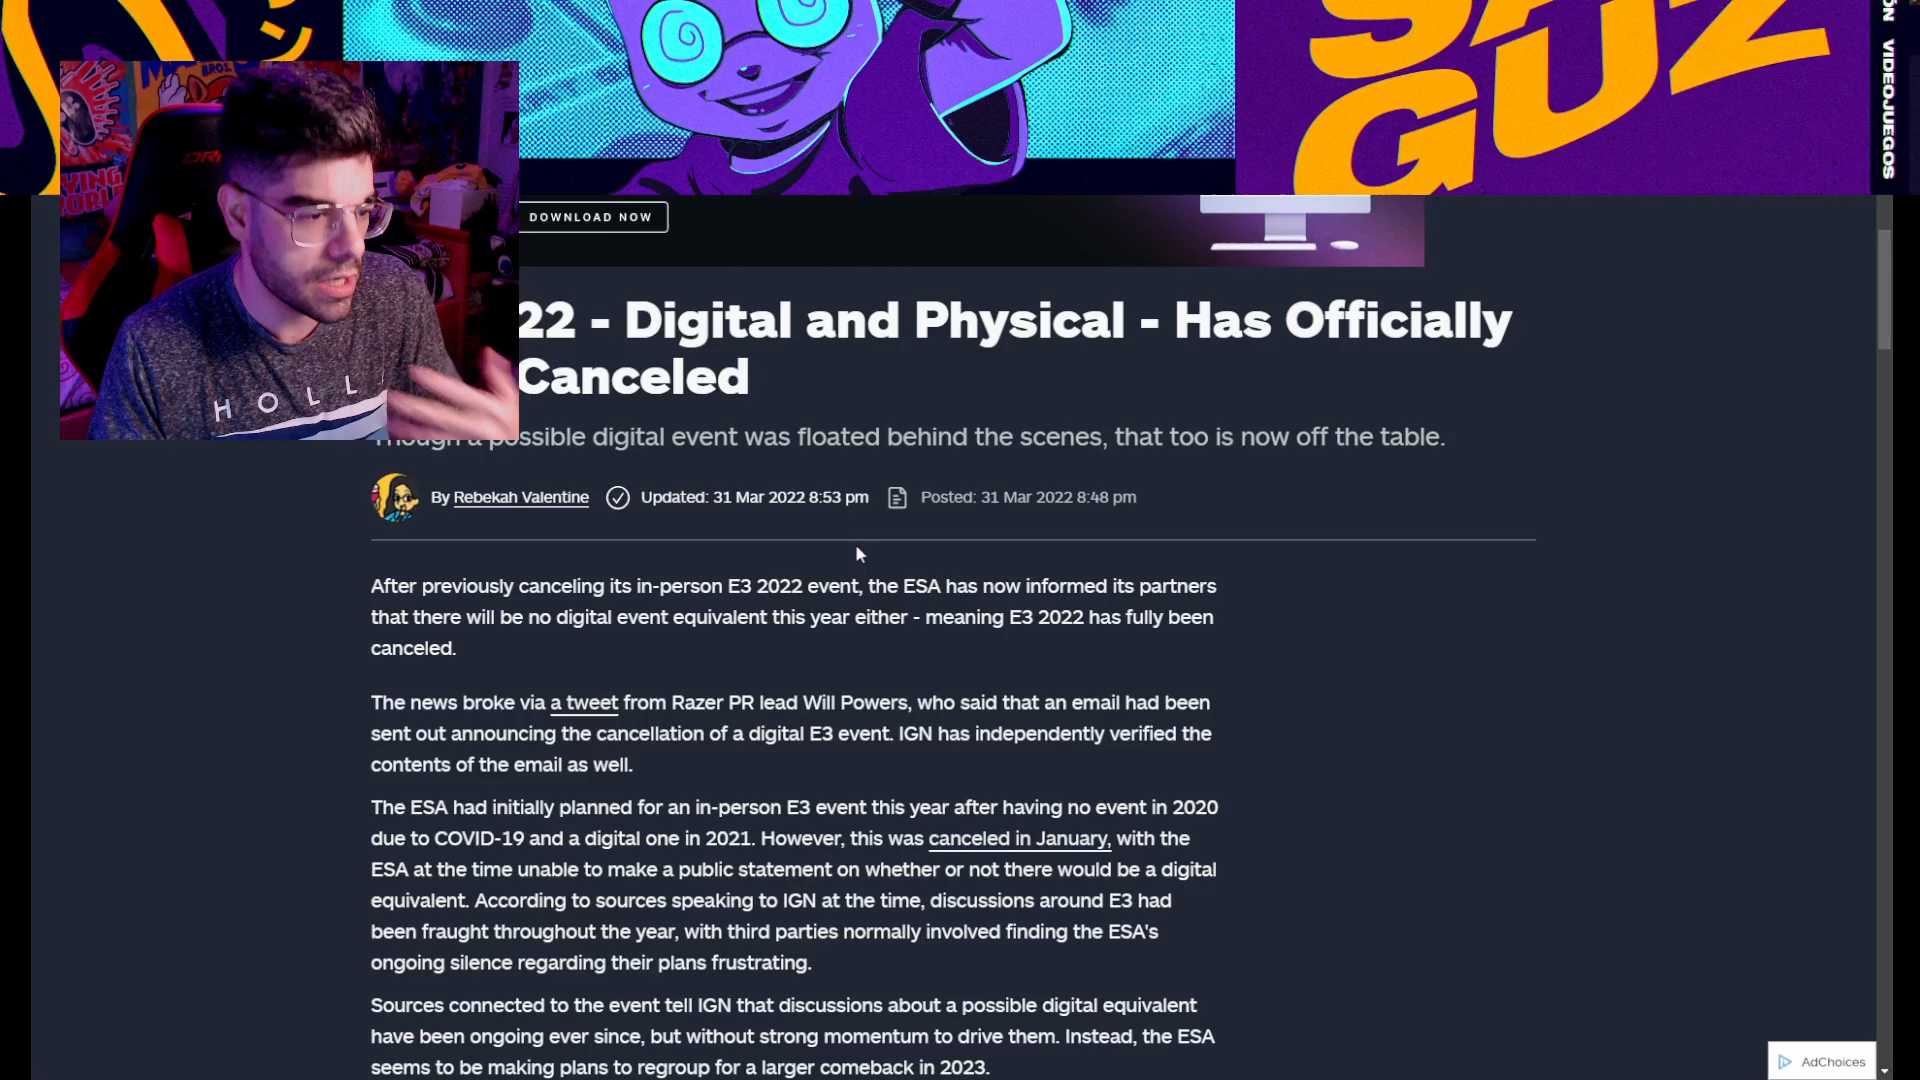 VIDEOJUEGOS
GUZ
BROS.
DOWNLOAD NOW
22 - Digital and Physical - Has Officially
Canceled
HOLL
Though a possible digital event was floated behind the scenes, that too is now off the table.
By Rebekah Valentine Updated: 31 Mar 2022 8:53 pm Posted: 31 Mar 2022 8:48 pm
After previously canceling its in-person E3 2022 event, the ESA has now informed its partners
that there will be no digital event equivalent this year either - meaning E3 2022 has fully been
canceled.
The news broke via a tweet from Razer PR lead Will Powers, who said that an email had been
sent out announcing the cancellation of a digital E3 event. IGN has independently verified the
contents of the email as well.
The ESA had initially planned for an in-person E3 event this year after having no event in 2020
due to COVID-19 and a digital one in 2021. However, this was canceled in January, with the
ESA at the time unable to make a public statement on whether or not there would be a digital
equivalent. According to sources speaking to IGN at the time, discussions around E3 had
been fraught throughout the year, with third parties normally involved finding the ESA's
ongoing silence regarding their plans frustrating.
Sources connected to the event tell IGN that discussions about a possible digital equivalent
have been ongoing ever since, but without strong momentum to drive them. Instead, the ESA
seems to be making plans to regroup for a larger comeback in 2023.
AdChoices